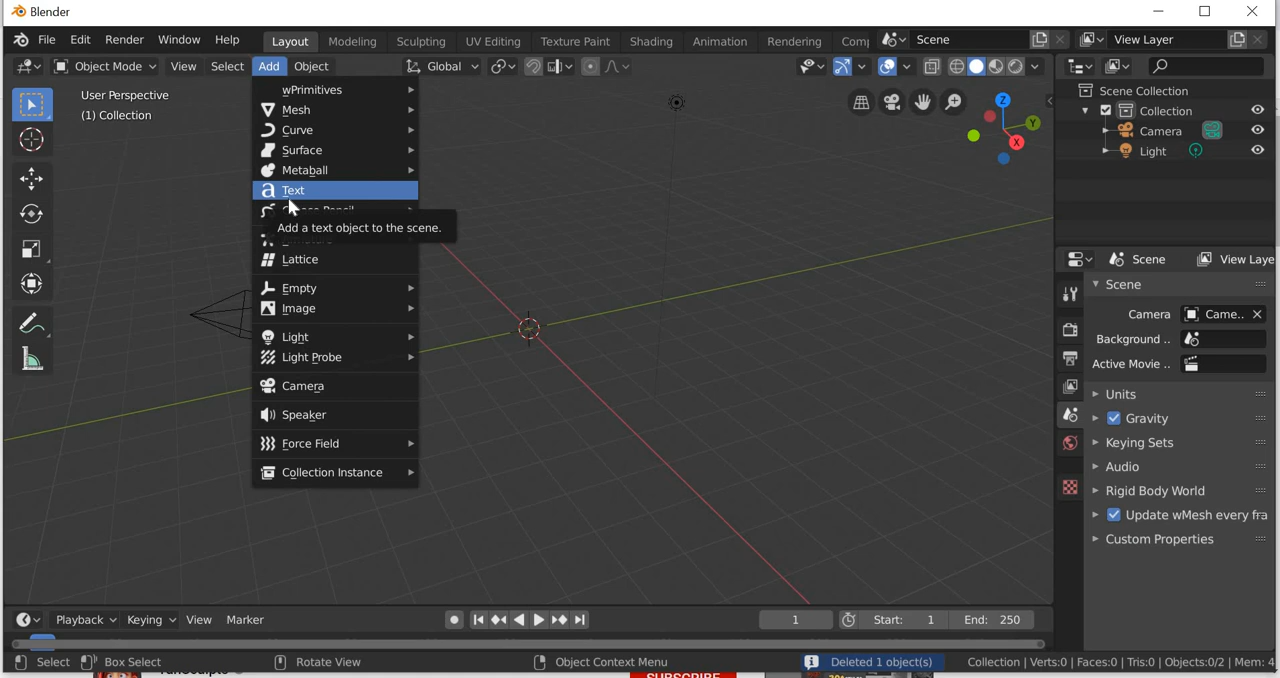 Blender
File Edit Render Window Help Layout Modeling Sculpting UV Editing Texture Paint Shading Animation Rendering Comp Scene View Layer
Object Mode View Select Add Object Global
User Perspective
(1) Collection
wPrimitives
Mesh
Curve
Surface
Metaball
Text
Add a text object to the scene.
Lattice
Empty
Image
Light
Light Probe
Camera
Speaker
Force Field
Collection Instance
Z
Y
X
Scene Collection
Collection
Camera
Light
Scene View Laye
Scene
Camera Came..
Background ..
Active Movie ..
Units
Gravity
Keying Sets
Audio
Rigid Body World
Update wMesh every fra
Custom Properties
Playback Keying View Marker 1 Start: 1 End: 250
Select Box Select Rotate View Object Context Menu Deleted 1 object(s) Collection | Verts:0 | Faces:0 | Tris:0 | Objects:0/2 | Mem: 4
SUBSCRIBE